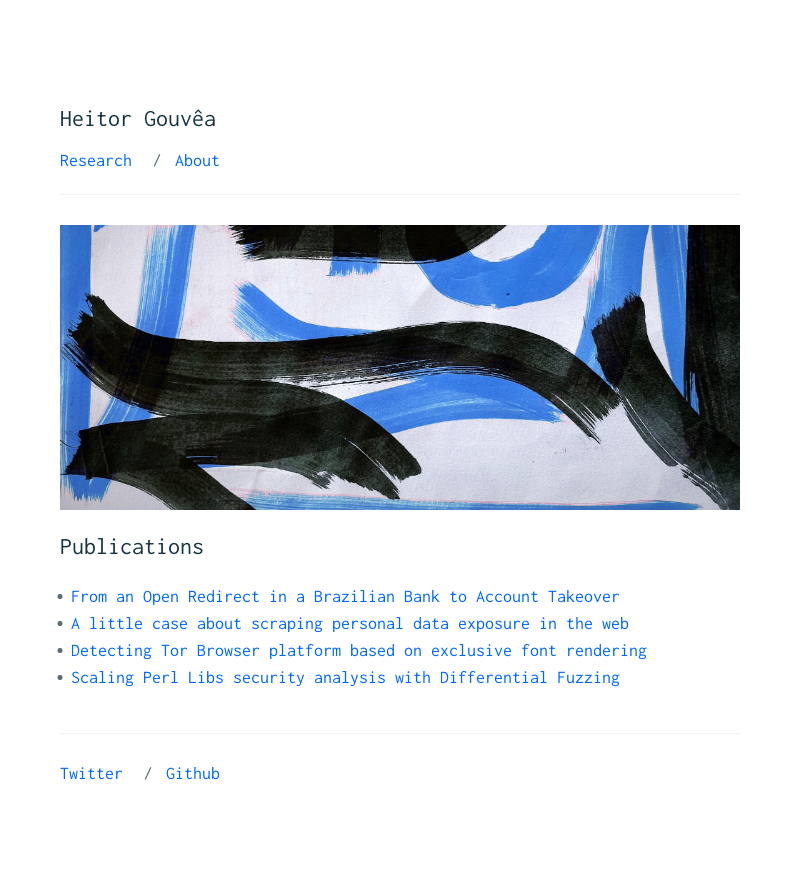 Heitor Gouvêa
Research / About
Publications
• From an Open Redirect in a Brazilian Bank to Account Takeover
• A little case about scraping personal data exposure in the web
• Detecting Tor Browser platform based on exclusive font rendering
• Scaling Perl Libs security analysis with Differential Fuzzing
Twitter / Github